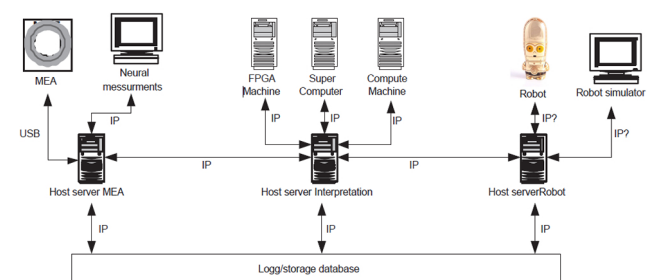 MEA
Neural
messurments
FPGA
Machine
Super
Computer
Compute
Machine
Robot
Robot simulator
USB
IP
IP
IP
IP
IP?
IP?
IP
IP
Host server MEA
Host server Interpretation
Host serverRobot
IP
IP
IP
Logg/storage database